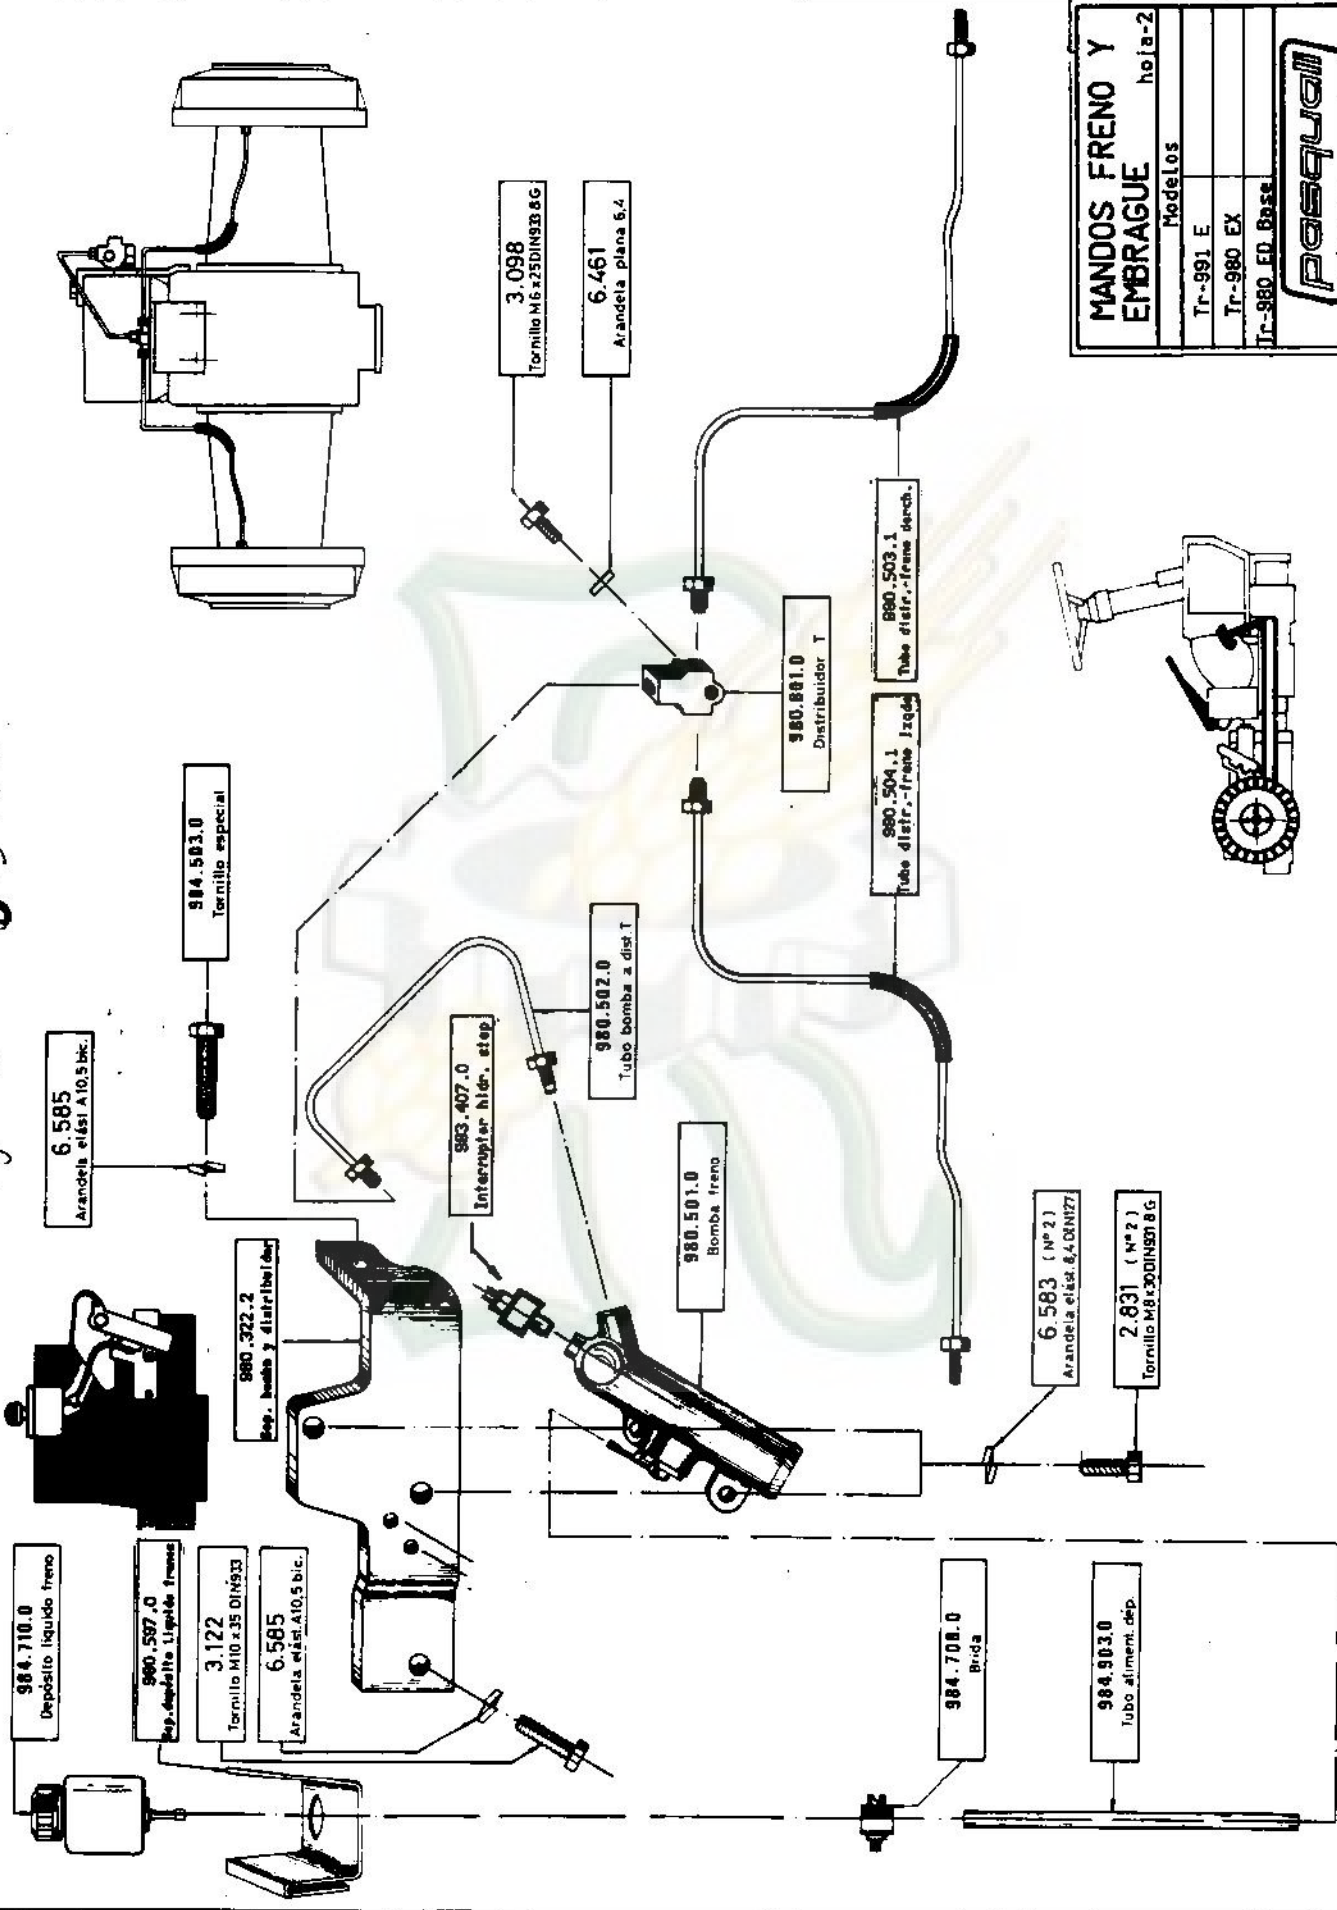 MANDOS FRENO Y
EMBRAGUE hoja-2
Modelos
Tr-991 E
Tr-980 EX
Tr-980 ED Base
pasquali
984.710.0
Depósito liquido freno
980.597.0
Sop.depósito liquido frenos
3.122
Tornillo M10 x 35 DIN933
6.585
Arandela elást.A10,5 bic.
6.585
Arandela elást A10,5 bic.
984.503.0
Tornillo especial
980.322.2
Sop. bomba y distribuidor
983.407.0
Interruptor hidr. stop
980.502.0
Tubo bomba a dist.T
980.501.0
Bomba freno
3.098
Tornillo M6x25DIN933 8G
6.461
Arandela plana 6,4
980.801.0
Distribuidor T
980.503.1
Tubo distr.-freno derch.
980.504.1
Tubo distr.-freno Izqdo
6.583 (Nº2)
Arandela elást.8,4 DIN127
2.831 (Nº2)
Tornillo M8x30DIN931 8G
984.708.0
Brida
984.903.0
Tubo aliment.dep.